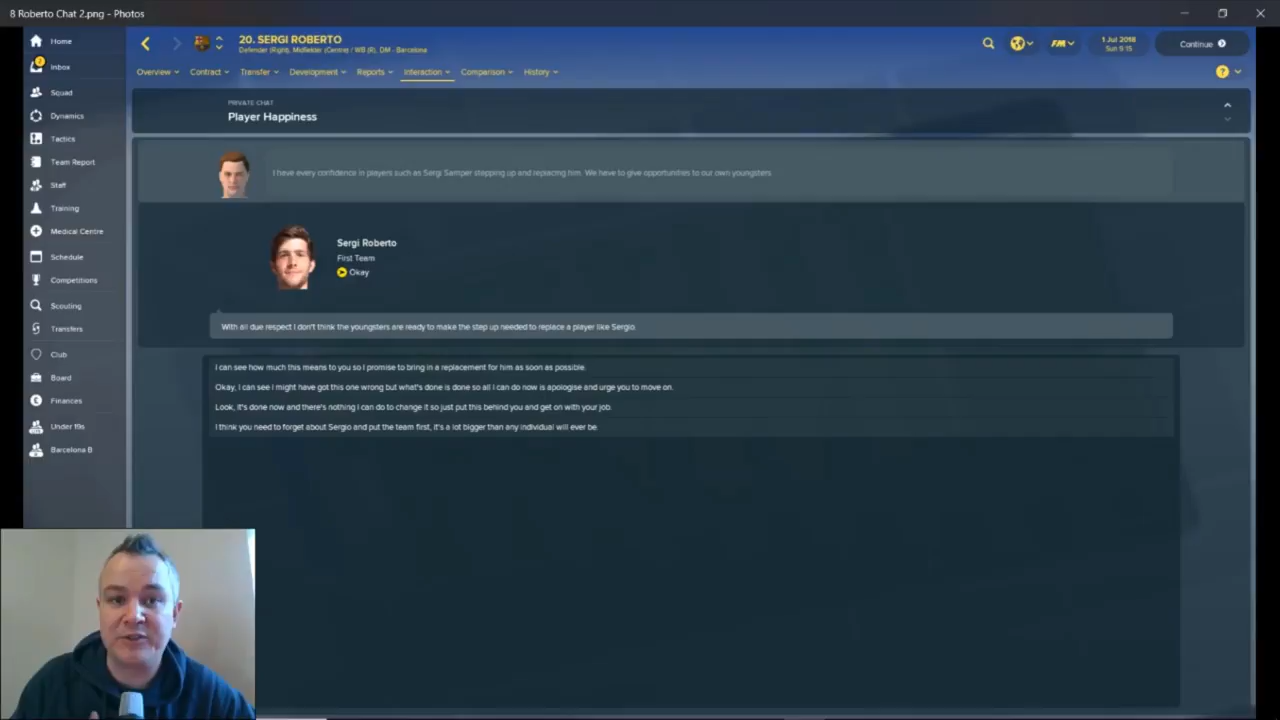 8 Roberto Chat 2.png - Photos
Home
Inbox
Squad
Dynamics
Tactics
Team Report
Staff
Training
Medical Centre
Schedule
Competitions
Scouting
Transfers
Club
Board
Finances
Under 19s
Barcelona B
20. SERGI ROBERTO
Defender (Right), Midfielder (Centre) / WB (R), DM - Barcelona
FM
1 Jul 2018
Sun 9:15
Continue
Overview
Contract
Transfer
Development
Reports
Interaction
Comparison
History
?
PRIVATE CHAT
Player Happiness
I have every confidence in players such as Sergi Samper stepping up and replacing him. We have to give opportunities to our own youngsters
Sergi Roberto
First Team
Okay
With all due respect I don't think the youngsters are ready to make the step up needed to replace a player like Sergio
I can see how much this means to you so I promise to bring in a replacement for him as soon as possible.
Okay, I can see I might have got this one wrong but what's done is done so all I can do now is apologise and urge you to move on.
Look, it's done now and there's nothing I can do to change it so just put this behind you and get on with your job.
I think you need to forget about Sergio and put the team first, it's a lot bigger than any individual will ever be.